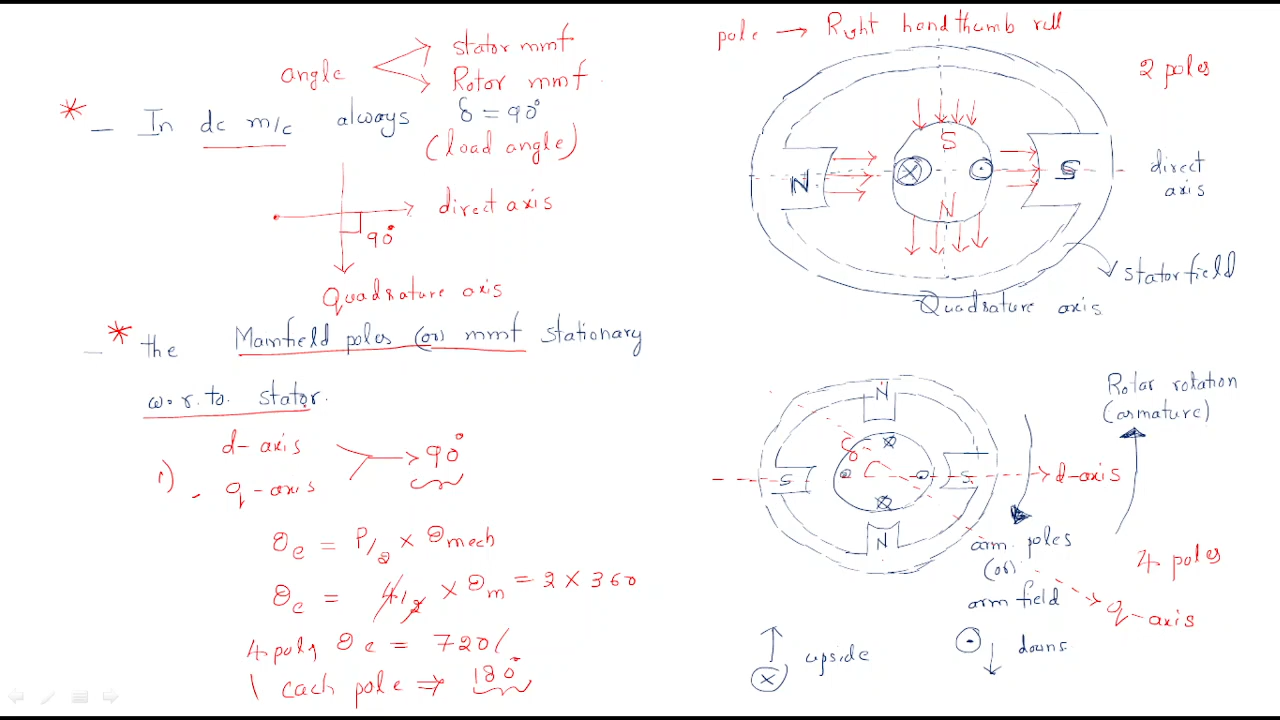 angle
stator mmf
Rotor mmf
* - In dc m/c always δ = 90°
(load angle)
direct axis
90°
Quadrature axis
* the Mainfield poles (or) mmf stationary
w.r.to. stator.
d-axis
1) - q-axis
90°
θe = P/2 × θmech
θe = 4/2 × θm = 2 × 360
4 poles θe = 720/.
1 each pole ⇒ 180°
pole → Right hand thumb rull
2 poles
N
S
N
S
direct
axis
stator field
Quadrature axis
Rotar rotation
(armature)
N
S
S
N
δ
d-axis
arm. poles
(or)
arm field
4 poles
q-axis
upside
downs